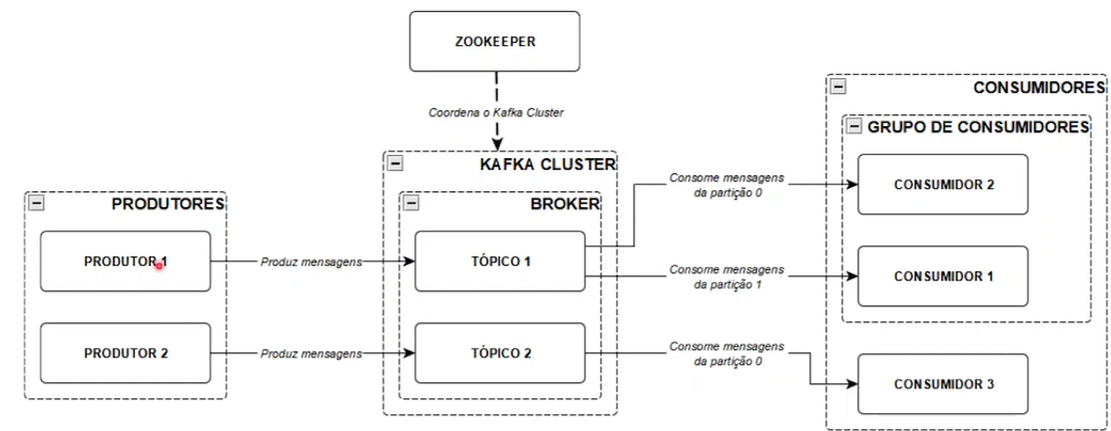 ZOOKEEPER
Coordena o Kafka Cluster
CONSUMIDORES
GRUPO DE CONSUMIDORES
KAFKA CLUSTER
Consome mensagens
da partição 0
CONSUMIDOR 2
PRODUTORES
BROKER
PRODUTOR 1
Produz mensagens
TÓPICO 1
Consome mensagens
da partição 1
CONSUMIDOR 1
PRODUTOR 2
Produz mensagens
TÓPICO 2
Consome mensagens
da partição 0
CONSUMIDOR 3